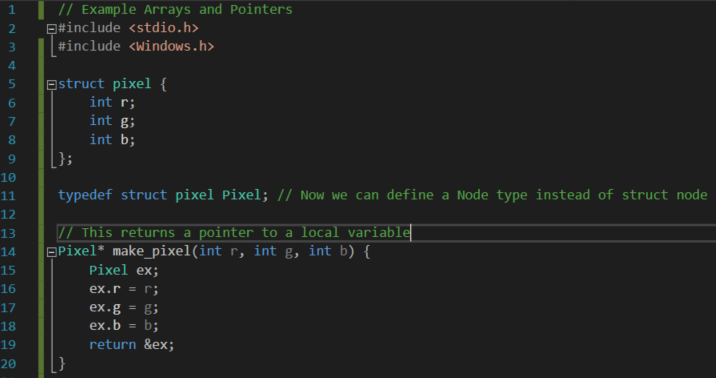 1 // Example Arrays and Pointers
2 #include <stdio.h>
3 #include <Windows.h>
4
5 struct pixel {
6     int r;
7     int g;
8     int b;
9 };
10
11 typedef struct pixel Pixel; // Now we can define a Node type instead of struct node
12
13 // This returns a pointer to a local variable
14 Pixel* make_pixel(int r, int g, int b) {
15     Pixel ex;
16     ex.r = r;
17     ex.g = g;
18     ex.b = b;
19     return &ex;
20 }